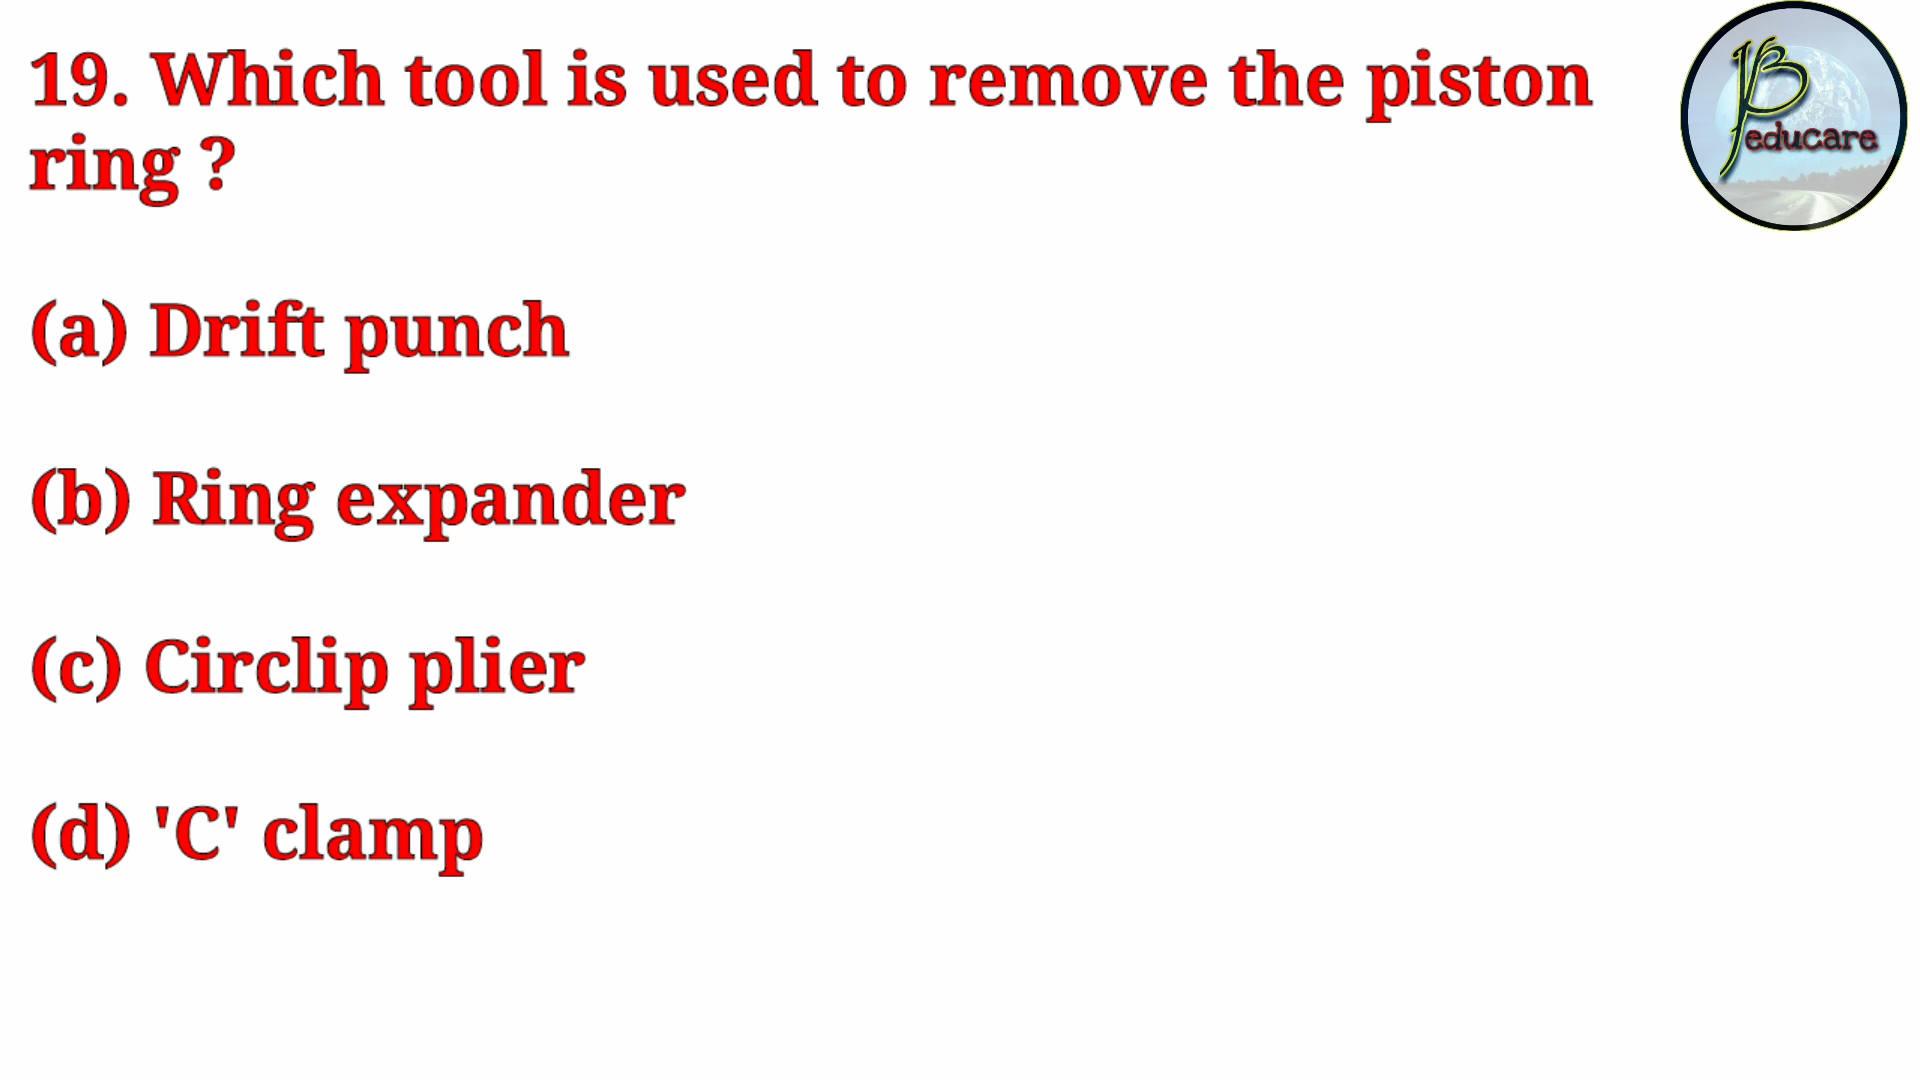 19. Which tool is used to remove the piston
ring ?
(a) Drift punch
(b) Ring expander
(c) Circlip plier
(d) 'C' clamp
educare